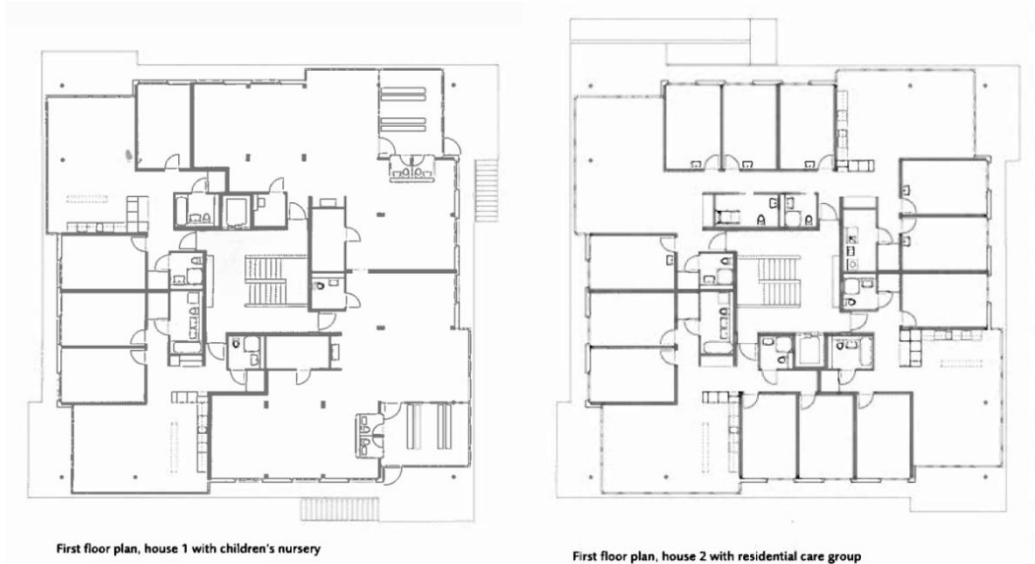 First floor plan, house 1 with children's nursery
First floor plan, house 2 with residential care group